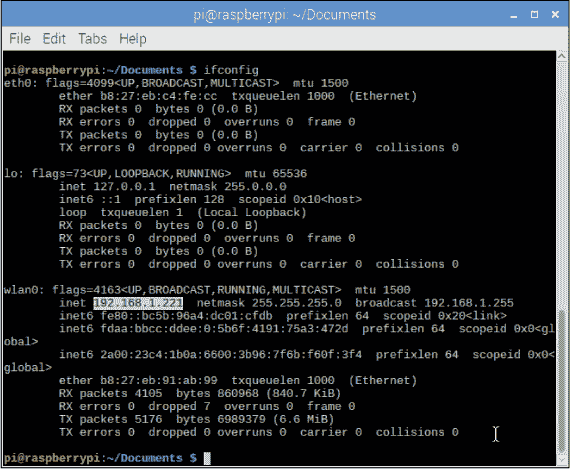 pi@raspberrypi: ~/Documents
File Edit Tabs Help
pi@raspberrypi:~/Documents $ ifconfig
eth0: flags=4099<UP,BROADCAST,MULTICAST>  mtu 1500
        ether b8:27:eb:c4:fe:cc  txqueuelen 1000  (Ethernet)
        RX packets 0  bytes 0 (0.0 B)
        RX errors 0  dropped 0  overruns 0  frame 0
        TX packets 0  bytes 0 (0.0 B)
        TX errors 0  dropped 0 overruns 0  carrier 0  collisions 0

lo: flags=73<UP,LOOPBACK,RUNNING>  mtu 65536
        inet 127.0.0.1  netmask 255.0.0.0
        inet6 ::1  prefixlen 128  scopeid 0x10<host>
        loop  txqueuelen 1  (Local Loopback)
        RX packets 0  bytes 0 (0.0 B)
        RX errors 0  dropped 0  overruns 0  frame 0
        TX packets 0  bytes 0 (0.0 B)
        TX errors 0  dropped 0 overruns 0  carrier 0  collisions 0

wlan0: flags=4163<UP,BROADCAST,RUNNING,MULTICAST>  mtu 1500
        inet 192.168.1.221  netmask 255.255.255.0  broadcast 192.168.1.255
        inet6 fe80::bc5b:96a4:dc01:cfdb  prefixlen 64  scopeid 0x20<link>
        inet6 fdaa:bbcc:ddee:0:5b6f:4191:75a3:472d  prefixlen 64  scopeid 0x0<gl
obal>
        inet6 2a00:23c4:1b0a:6600:3b96:7f6b:f60f:3f4  prefixlen 64  scopeid 0x0<
global>
        ether b8:27:eb:91:ab:99  txqueuelen 1000  (Ethernet)
        RX packets 4105  bytes 860968 (840.7 KiB)
        RX errors 0  dropped 7  overruns 0  frame 0
        TX packets 5176  bytes 6989379 (6.6 MiB)
        TX errors 0  dropped 0 overruns 0  carrier 0  collisions 0

pi@raspberrypi:~/Documents $